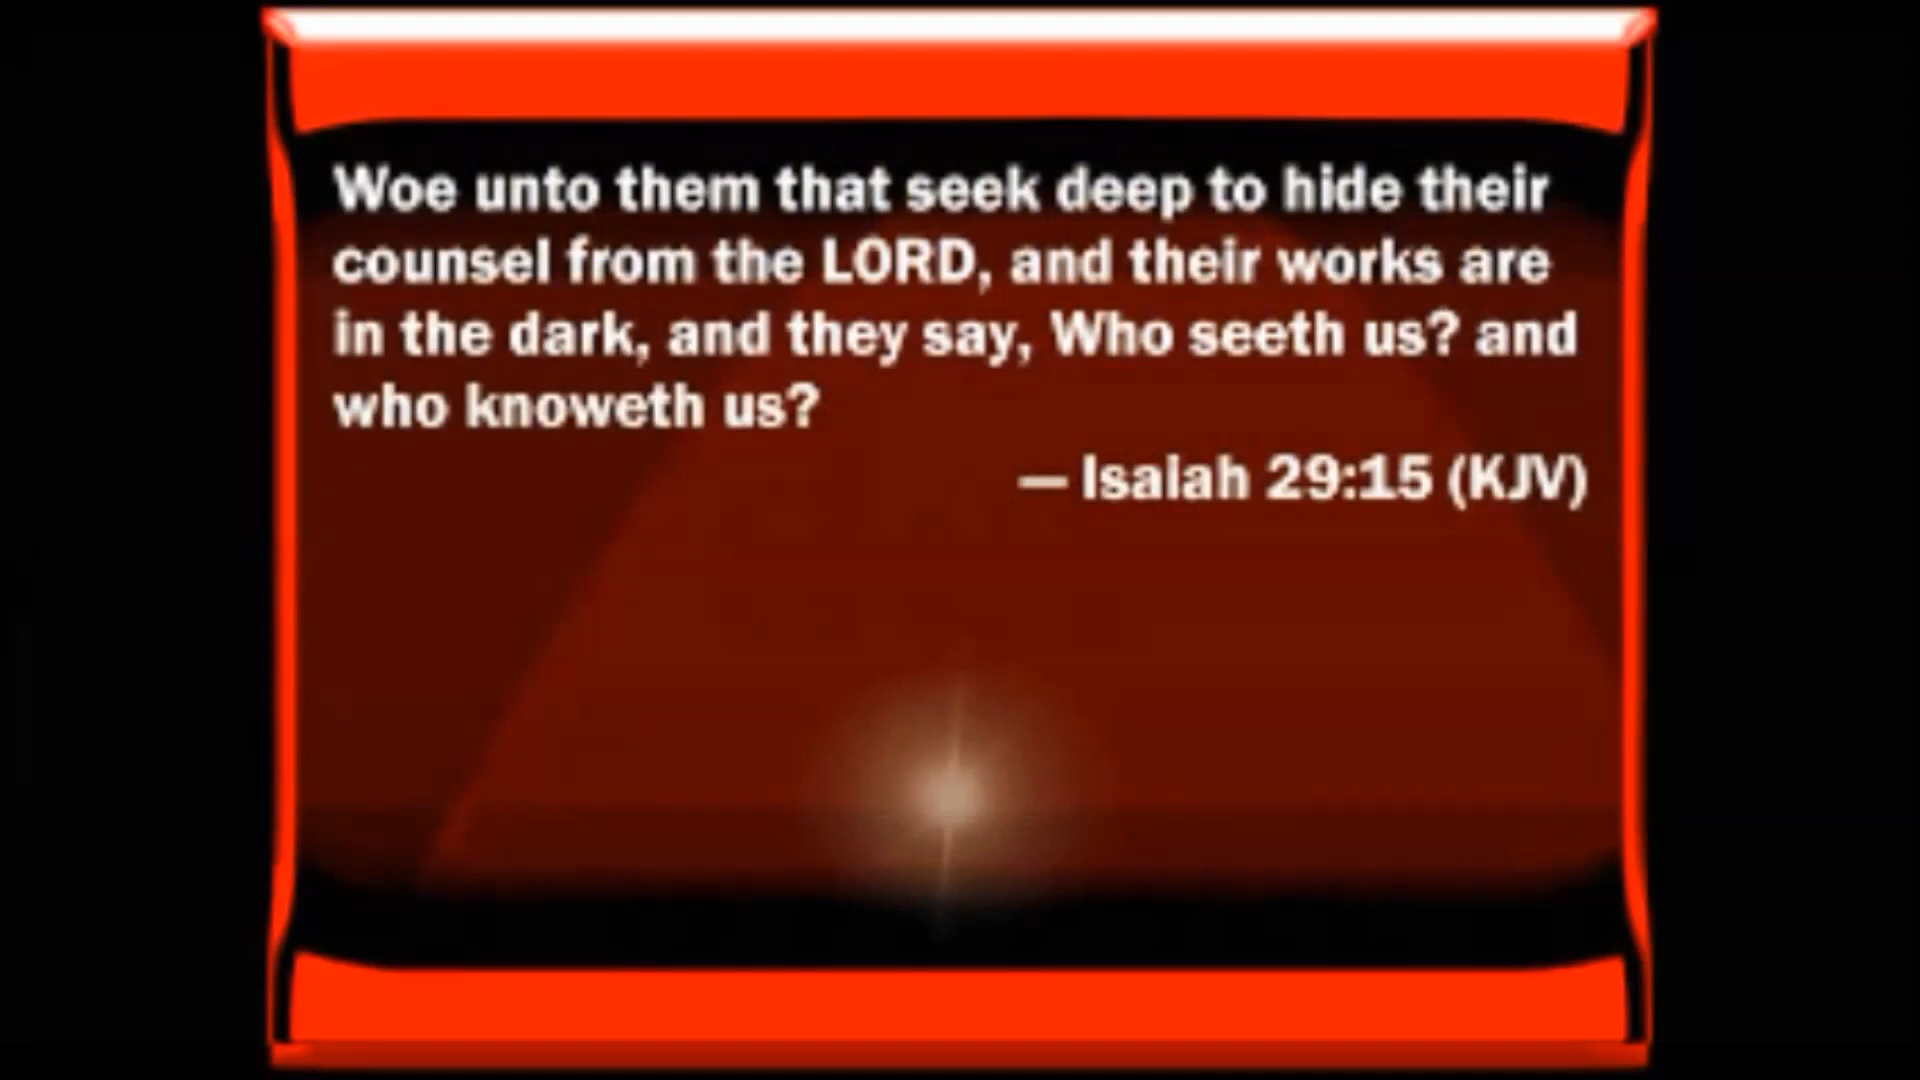 Woe unto them that seek deep to hide their
counsel from the LORD, and their works are
in the dark, and they say, Who seeth us? and
who knoweth us?
— Isaiah 29:15 (KJV)